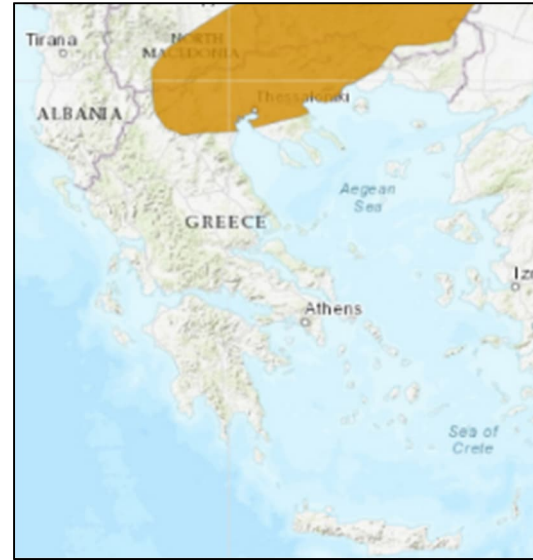 Tirana
NORTH
MACEDONIA
ALBANIA
Thessaloniki
Aegean
Sea
GREECE
Athens
Sea of
Crete